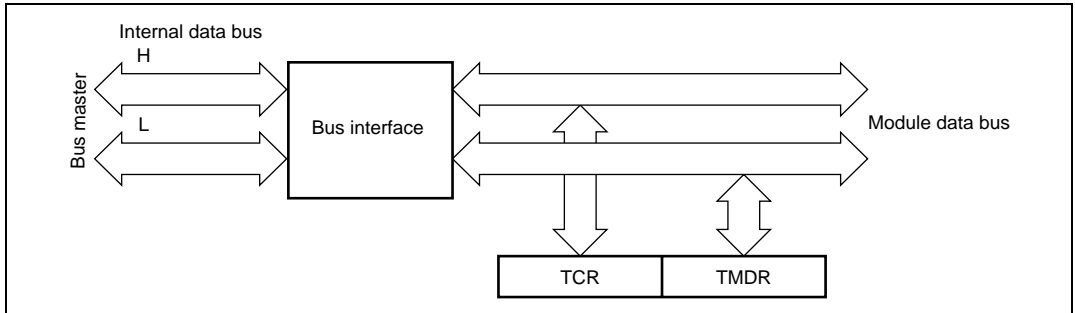 Internal data bus
H
Bus master
L
Bus interface
Module data bus
TCR
TMDR